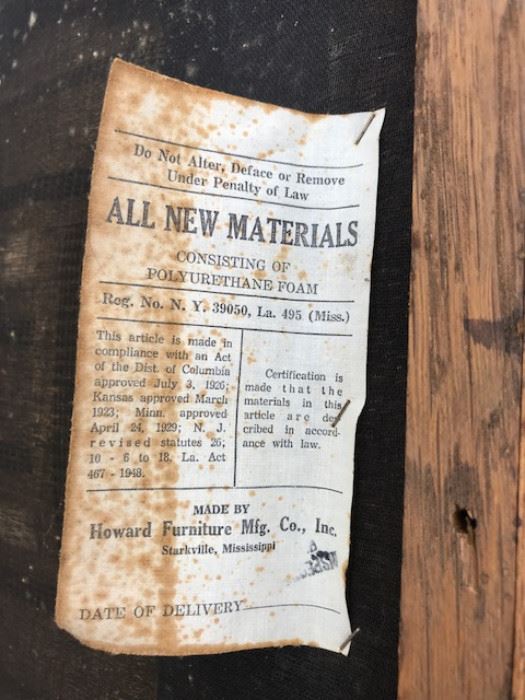 Do Not Alter, Deface or Remove
Under Penalty of Law
ALL NEW MATERIALS
CONSISTING OF
POLYURETHANE FOAM
Reg. No. N. Y. 39050, La. 495 (Miss.)
This article is made in
compliance with an Act
of the Dist. of Columbia
approved July 3, 1926;
Kansas approved March
1923; Minn. approved
April 24, 1929; N. J.
revised statutes 26;
10 - 6 to 18. La. Act
467 - 1948.
Certification is
made that the
materials in this
article are des
cribed in accord-
ance with law.
MADE BY
Howard Furniture Mfg. Co., Inc.
Starkville, Mississippi
DATE OF DELIVERY